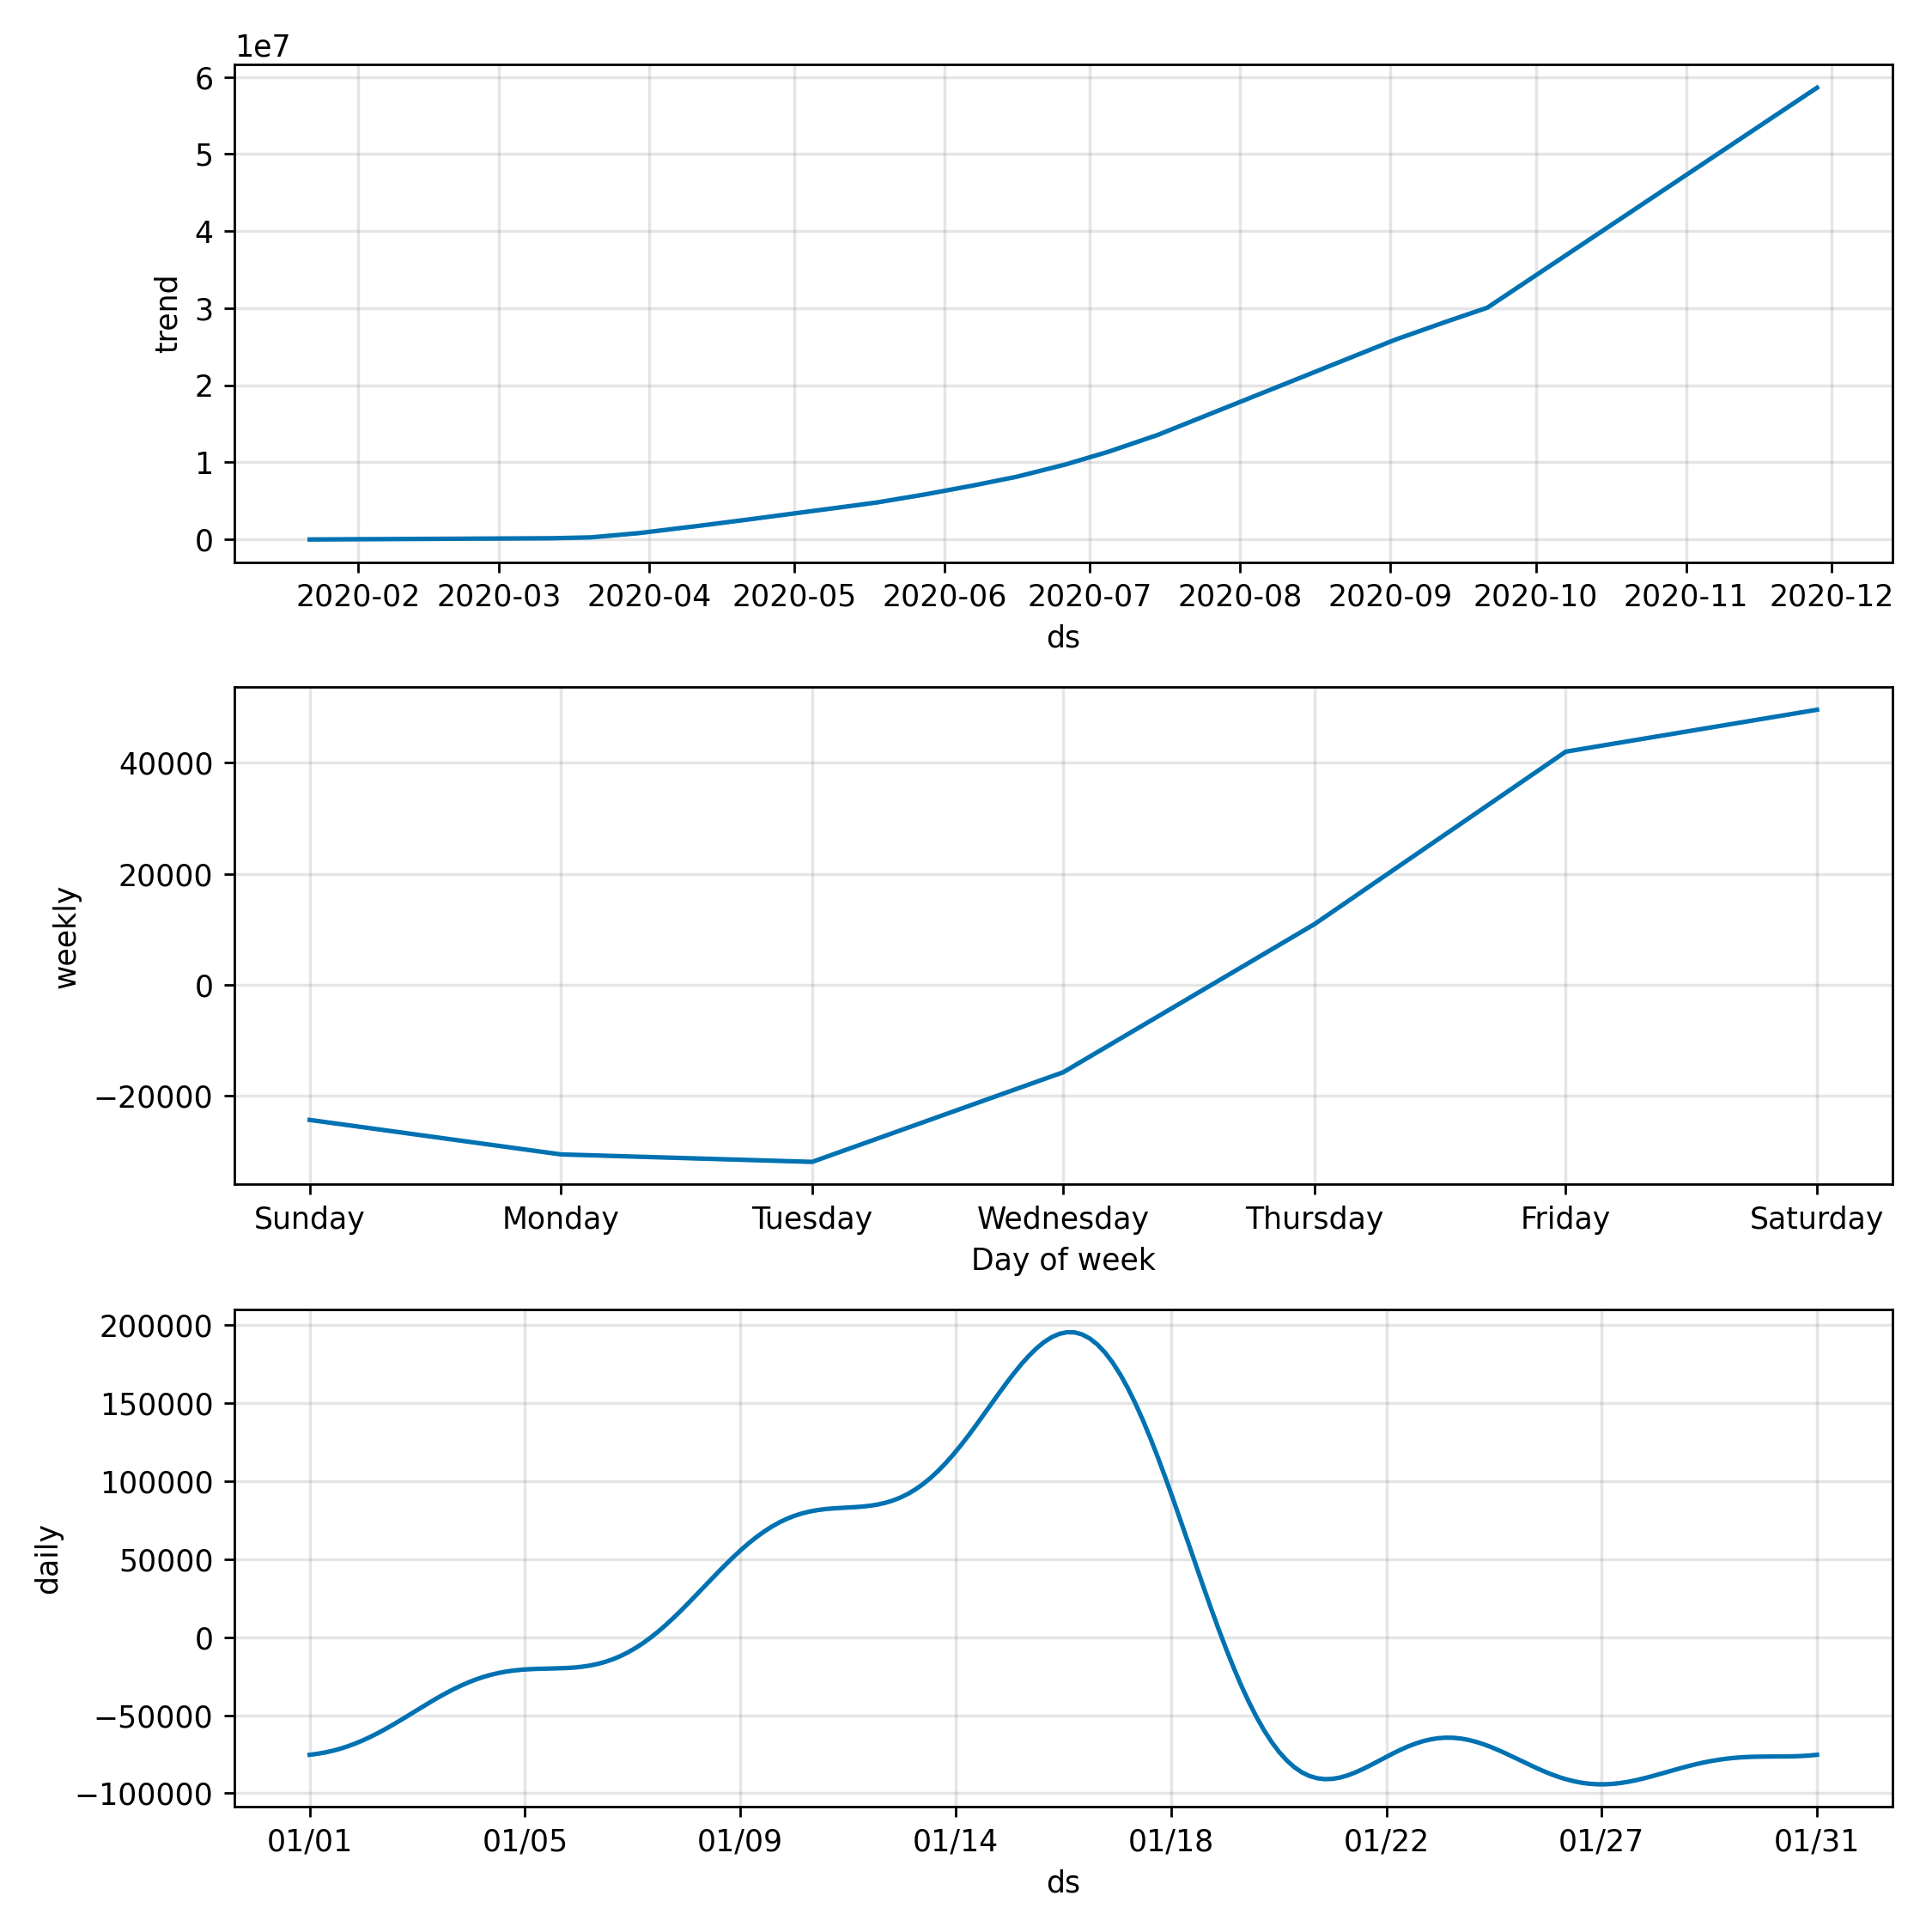 1e7
6
5
4
3
2
1
0
trend
2020-02 2020-03 2020-04 2020-05 2020-06 2020-07 2020-08 2020-09 2020-10 2020-11 2020-12
ds
40000
20000
0
−20000
weekly
Sunday Monday Tuesday Wednesday Thursday Friday Saturday
Day of week
200000
150000
100000
50000
0
−50000
−100000
daily
01/01 01/05 01/09 01/14 01/18 01/22 01/27 01/31
ds